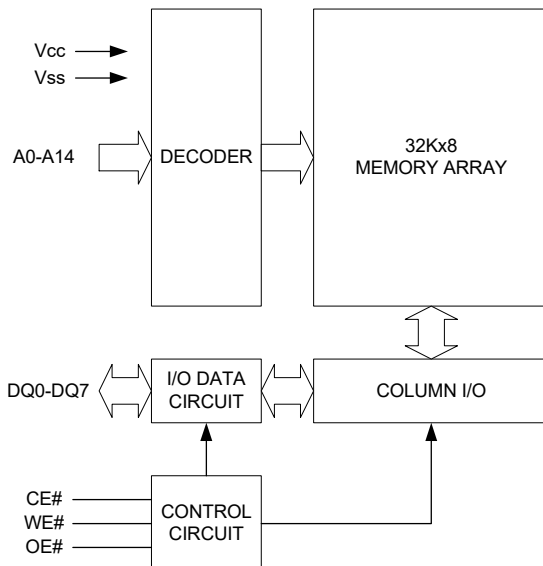 Vcc
Vss
A0-A14
DECODER
32Kx8
MEMORY ARRAY
DQ0-DQ7
I/O DATA
CIRCUIT
COLUMN I/O
CE#
WE#
OE#
CONTROL
CIRCUIT